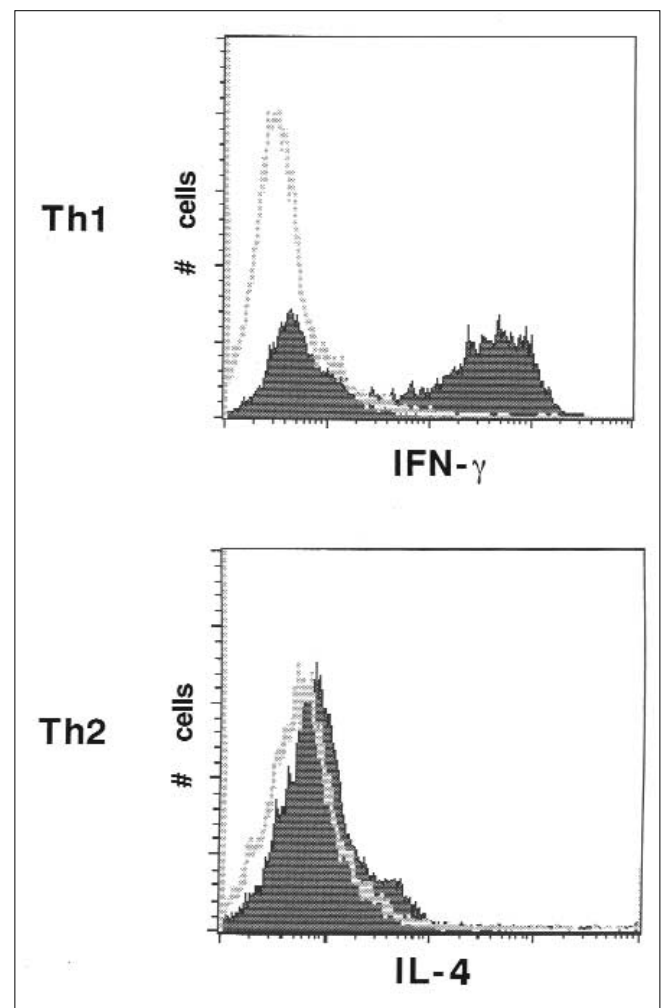 Th1
# cells
IFN-γ
Th2
# cells
IL-4